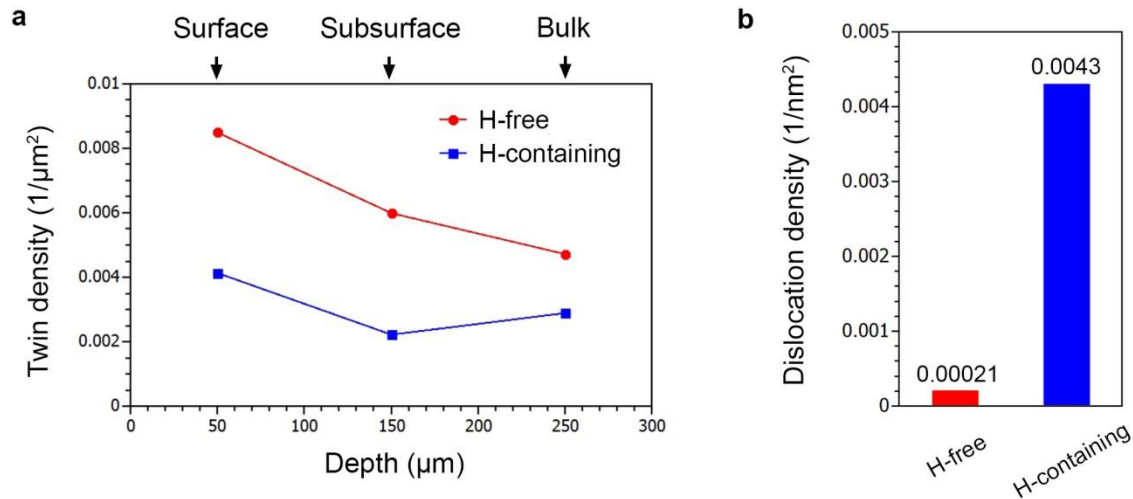 a
Surface Subsurface Bulk
Twin density (1/μm²)
0.01
0.008
0.006
0.004
0.002
0
H-free
H-containing
0 50 100 150 200 250 300
Depth (μm)
b
Dislocation density (1/nm²)
0.005
0.004
0.003
0.002
0.001
0
0.0043
0.00021
H-free
H-containing